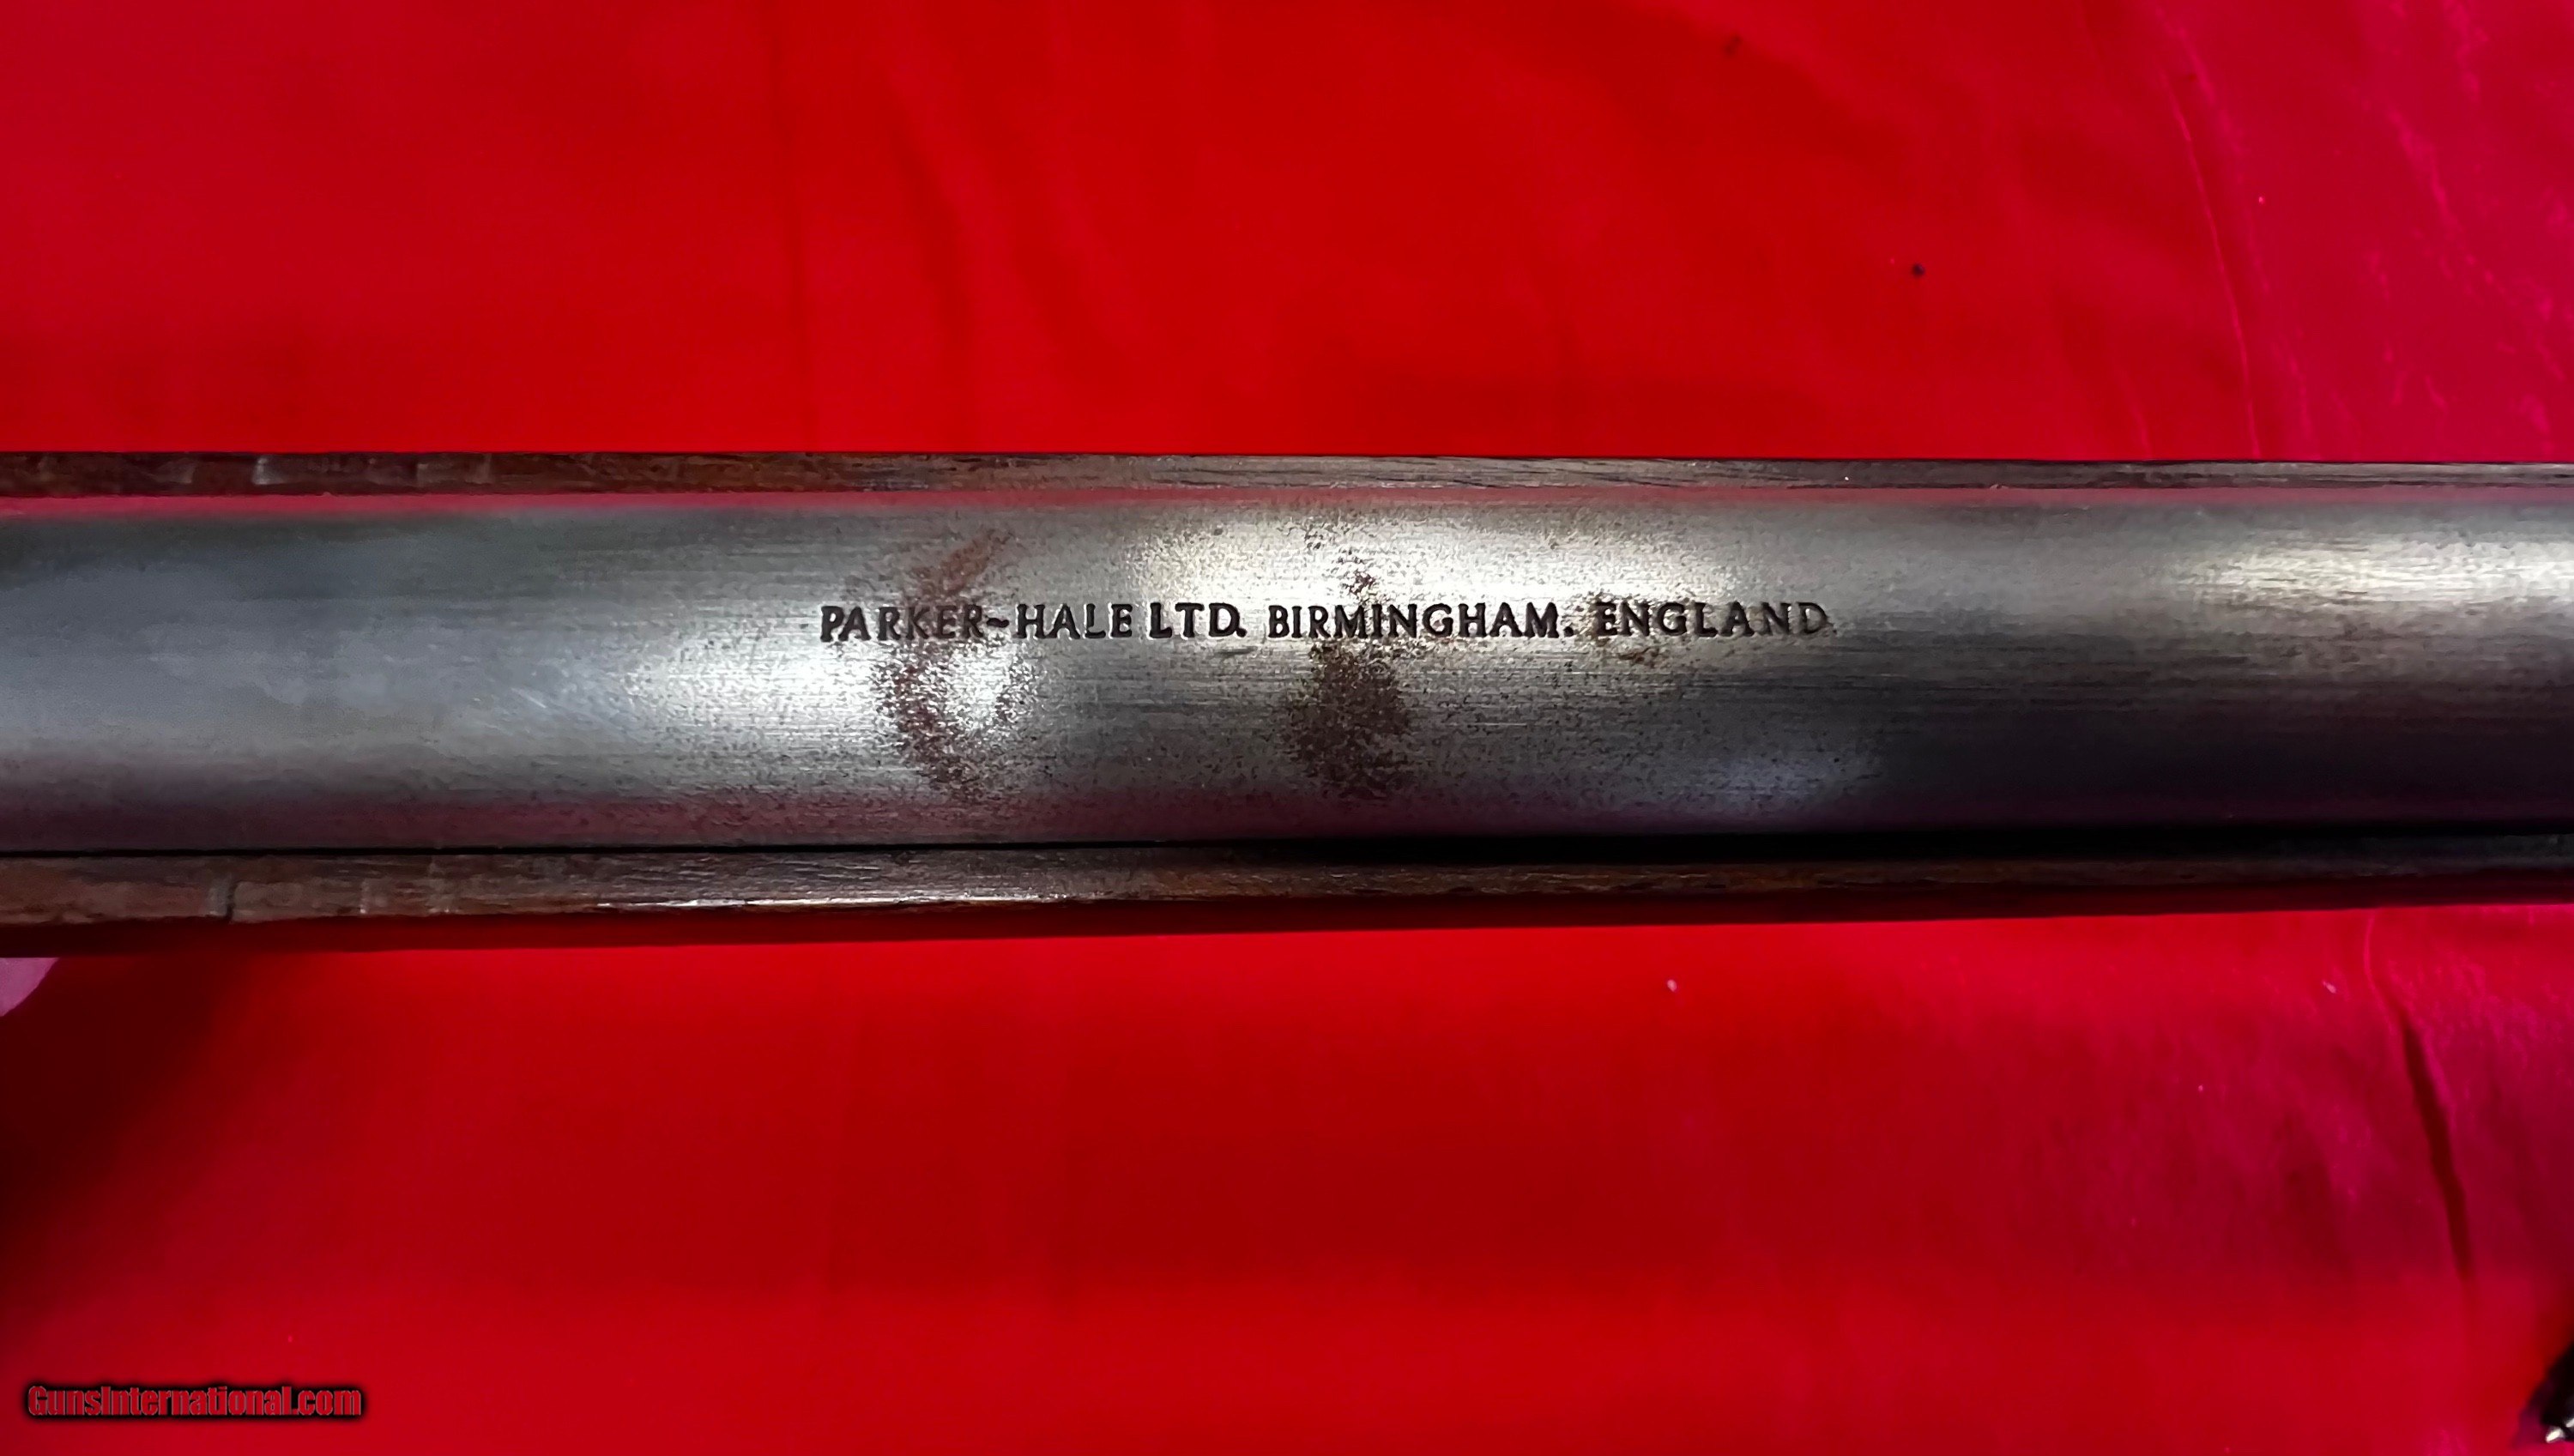 PARKER~HALE LTD. BIRMINGHAM. ENGLAND.
GunsInternational.com